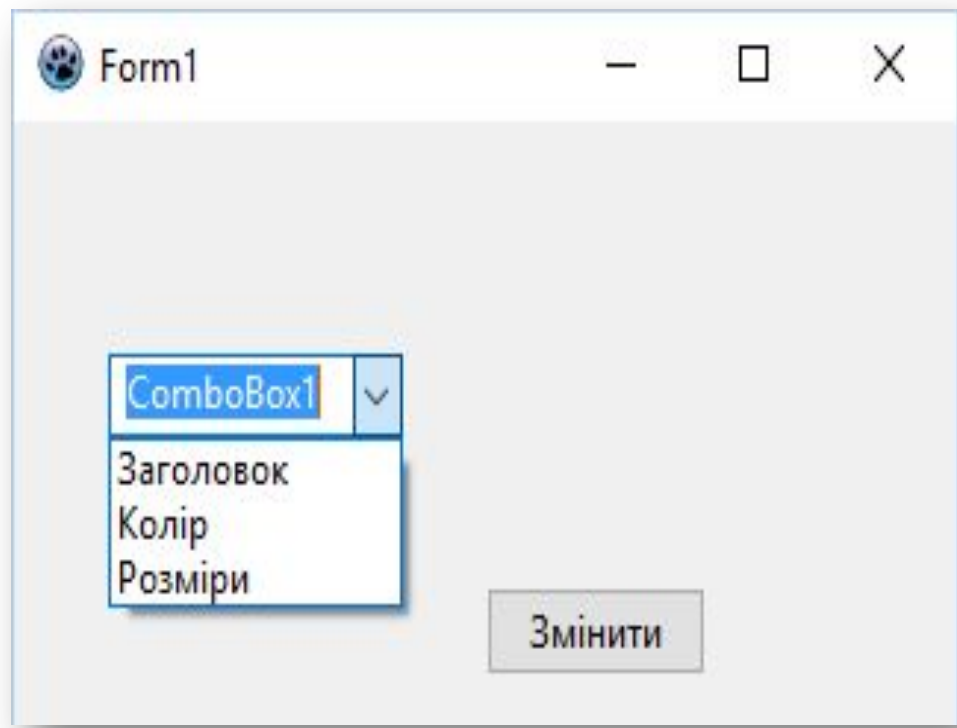 Form1
ComboBox1
Заголовок
Колір
Розміри
Змінити